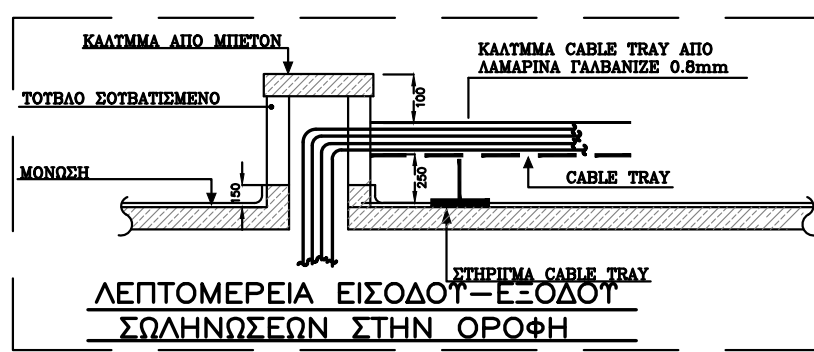 ΚΑΛΥΜΜΑ ΑΠΟ ΜΠΕΤΟΝ
ΚΑΛΥΜΜΑ CABLE TRAY ΑΠΟ
ΛΑΜΑΡΙΝΑ ΓΑΛΒΑΝΙΖΕ 0.8mm
ΤΟΥΒΛΟ ΣΟΥΒΑΤΙΣΜΕΝΟ
100
ΜΟΝΩΣΗ
150
250
CABLE TRAY
ΣΤΗΡΙΓΜΑ CABLE TRAY
ΛΕΠΤΟΜΕΡΕΙΑ ΕΙΣΟΔΟΥ-ΕΞΟΔΟΥ
ΣΩΛΗΝΩΣΕΩΝ ΣΤΗΝ ΟΡΟΦΗ